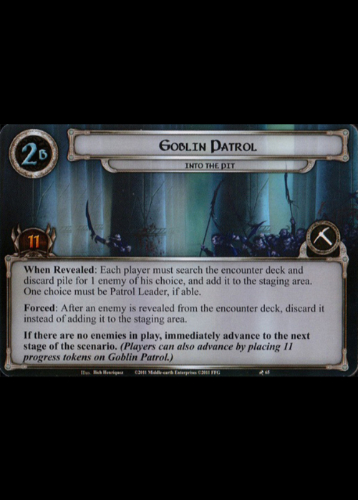 2B
GOBLIN PATROL
INTO THE PIT
11
When Revealed: Each player must search the encounter deck and
discard pile for 1 enemy of his choice, and add it to the staging area.
One choice must be Patrol Leader, if able.
Forced: After an enemy is revealed from the encounter deck, discard it
instead of adding it to the staging area.
If there are no enemies in play, immediately advance to the next
stage of the scenario. (Players can also advance by placing 11
progress tokens on Goblin Patrol.)
Illus. ©2011 Middle-earth Enterprises ©2011 FFG